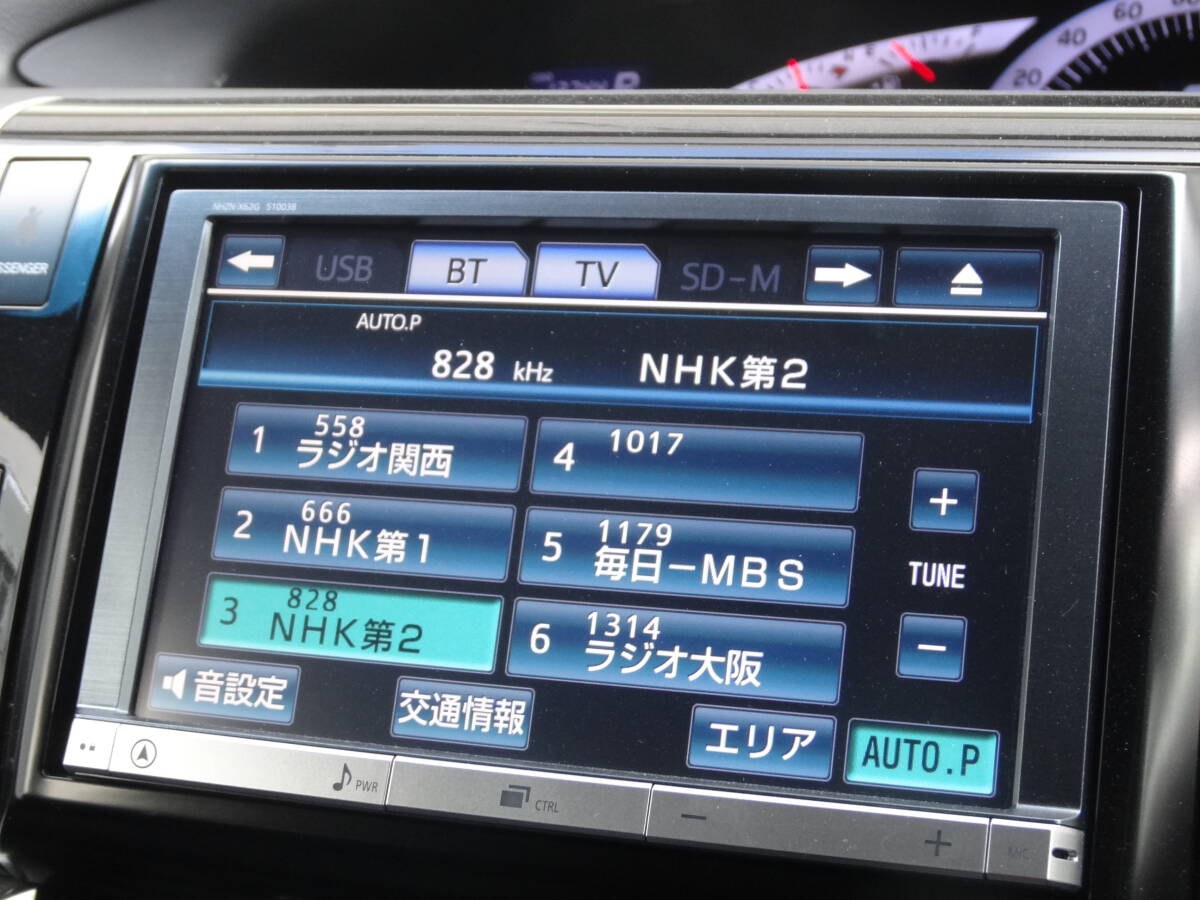 60
40
20
F
NHZN-X62G 510038
USB
BT
TV
SD-M
AUTO.P
828 kHz NHK第2
1 558
ラジオ関西
4 1017
2 666
NHK第1
5 1179
毎日-MBS
3 828
NHK第2
6 1314
ラジオ大阪
+
TUNE
-
音設定
交通情報
エリア
AUTO.P
PWR
CTRL
-
+
MIC